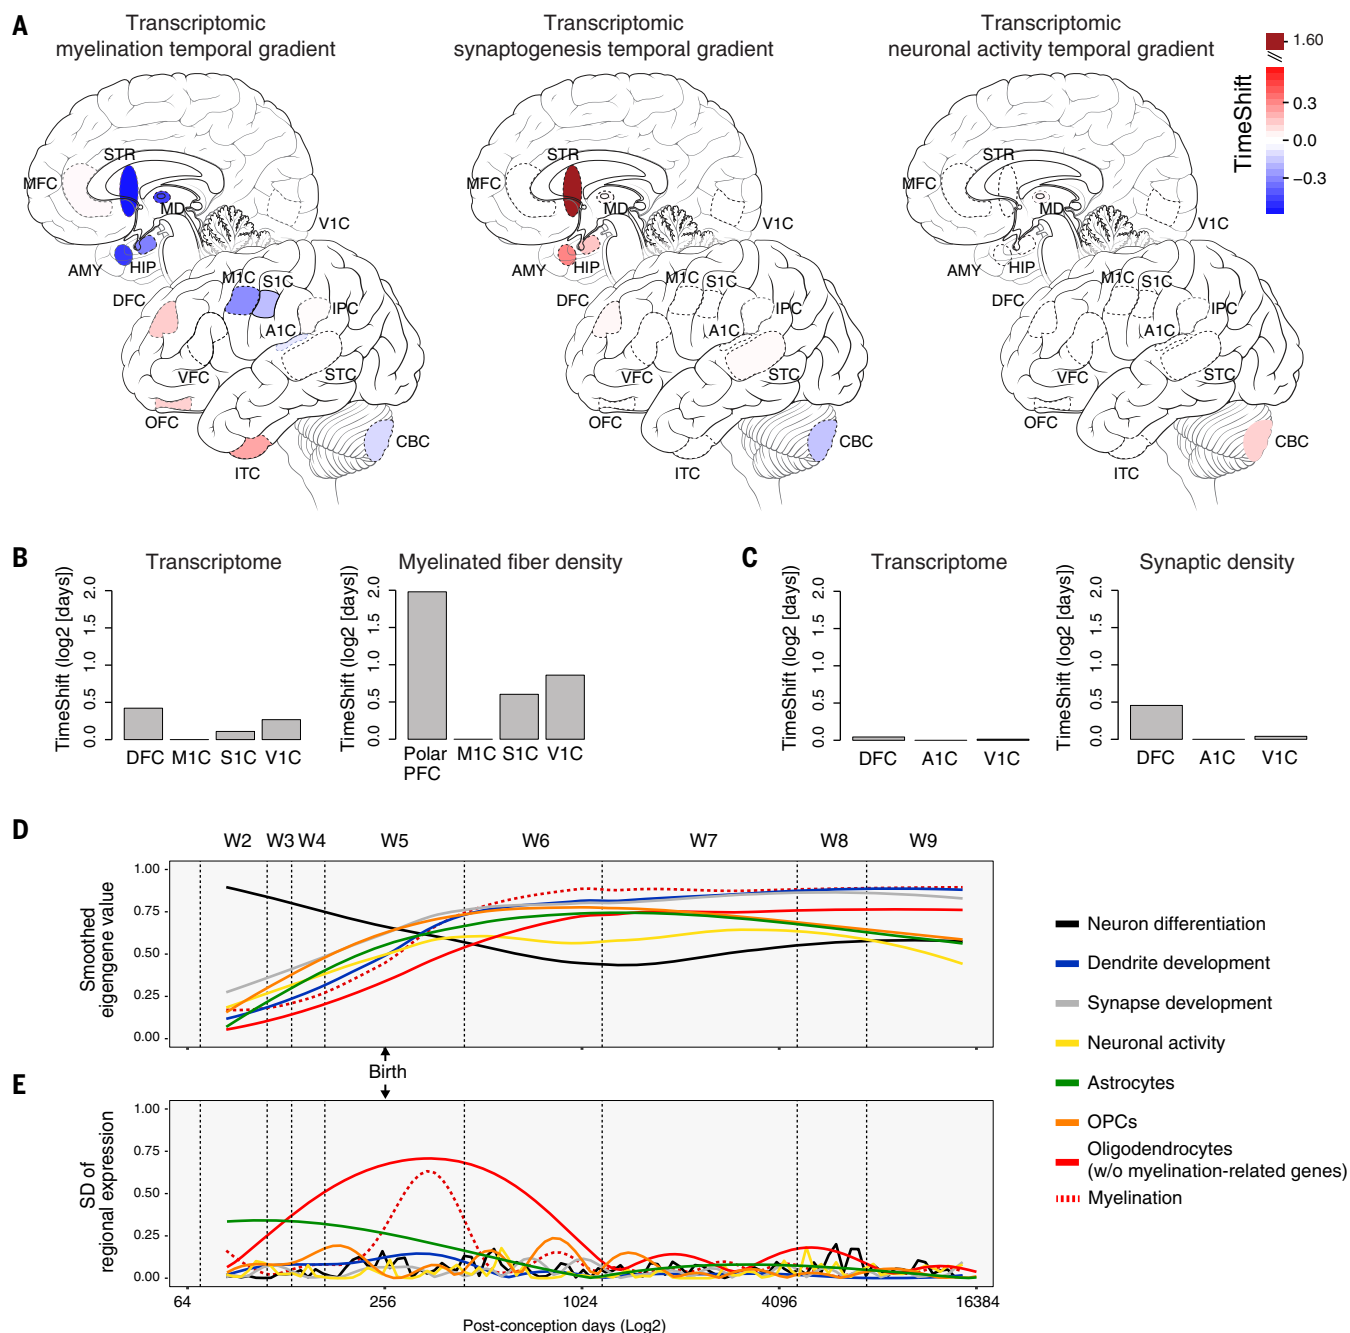 A
Transcriptomic
myelination temporal gradient
Transcriptomic
synaptogenesis temporal gradient
Transcriptomic
neuronal activity temporal gradient
TimeShift
1.60
0.3
0.0
−0.3
STR
MFC
MD
V1C
AMY
HIP
DFC
M1C
S1C
IPC
A1C
VFC
STC
OFC
CBC
ITC
STR
MFC
MD
V1C
AMY
HIP
DFC
M1C
S1C
IPC
A1C
VFC
STC
OFC
CBC
ITC
STR
MFC
MD
V1C
AMY
HIP
DFC
M1C
S1C
IPC
A1C
VFC
STC
OFC
CBC
ITC
B
Transcriptome
TimeShift (log2 [days])
2.0
1.5
1.0
0.5
0.0
DFC M1C S1C V1C
Myelinated fiber density
TimeShift (log2 [days])
2.0
1.5
1.0
0.5
0.0
Polar M1C S1C V1C
PFC
C
Transcriptome
TimeShift (log2 [days])
2.0
1.5
1.0
0.5
0.0
DFC A1C V1C
Synaptic density
TimeShift (log2 [days])
2.0
1.5
1.0
0.5
0.0
DFC A1C V1C
D
W2 W3 W4 W5 W6 W7 W8 W9
Smoothed
eigengene value
1.00
0.75
0.50
0.25
0.00
Birth
E
SD of
regional expression
1.00
0.75
0.50
0.25
0.00
64 256 1024 4096 16384
Post-conception days (Log2)
Neuron differentiation
Dendrite development
Synapse development
Neuronal activity
Astrocytes
OPCs
Oligodendrocytes
(w/o myelination-related genes)
Myelination